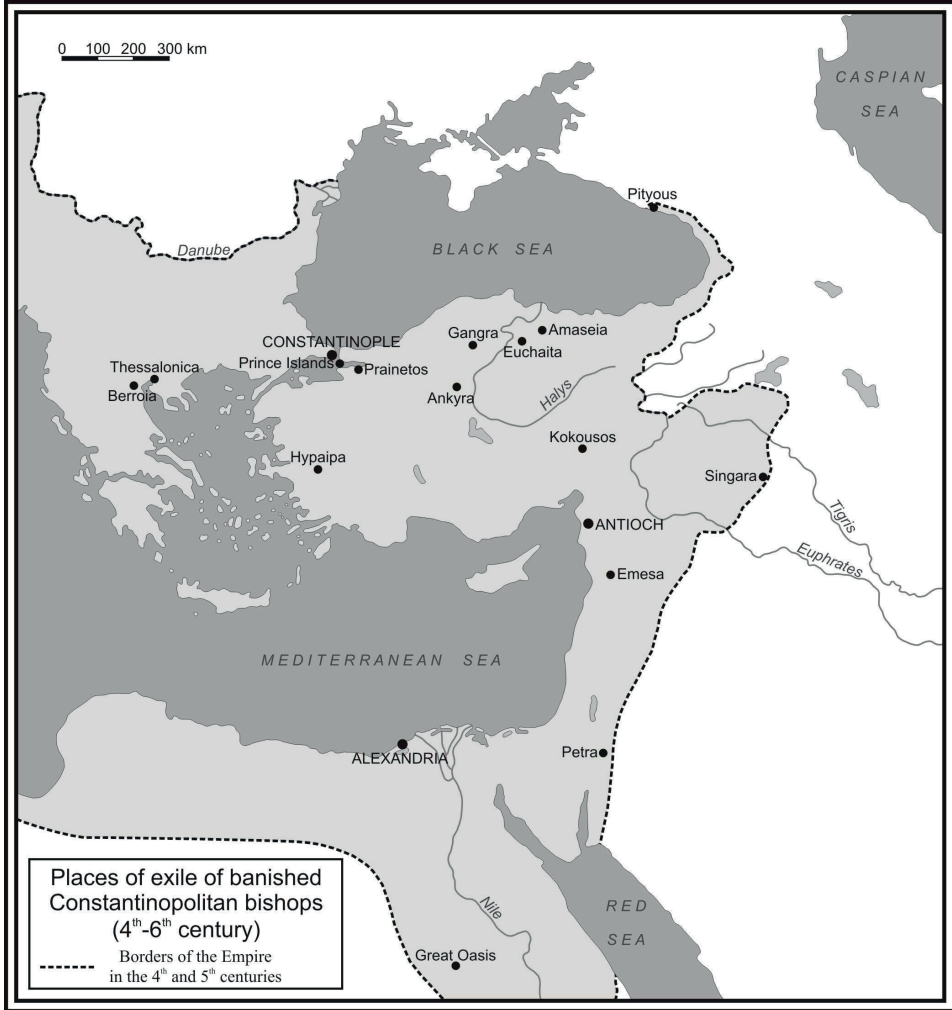 0 100 200 300 km
CASPIAN
SEA
Pityous
Danube
BLACK SEA
CONSTANTINOPLE
Gangra
Amaseia
Euchaita
Prince Islands
Prainetos
Thessalonica
Berroia
Ankyra
Halys
Kokousos
Hypaipa
Singara
Tigris
ANTIOCH
Euphrates
Emesa
MEDITERRANEAN SEA
ALEXANDRIA
Petra
Nile
RED
SEA
Great Oasis
Places of exile of banished
Constantinopolitan bishops
(4th-6th century)
Borders of the Empire
in the 4th and 5th centuries